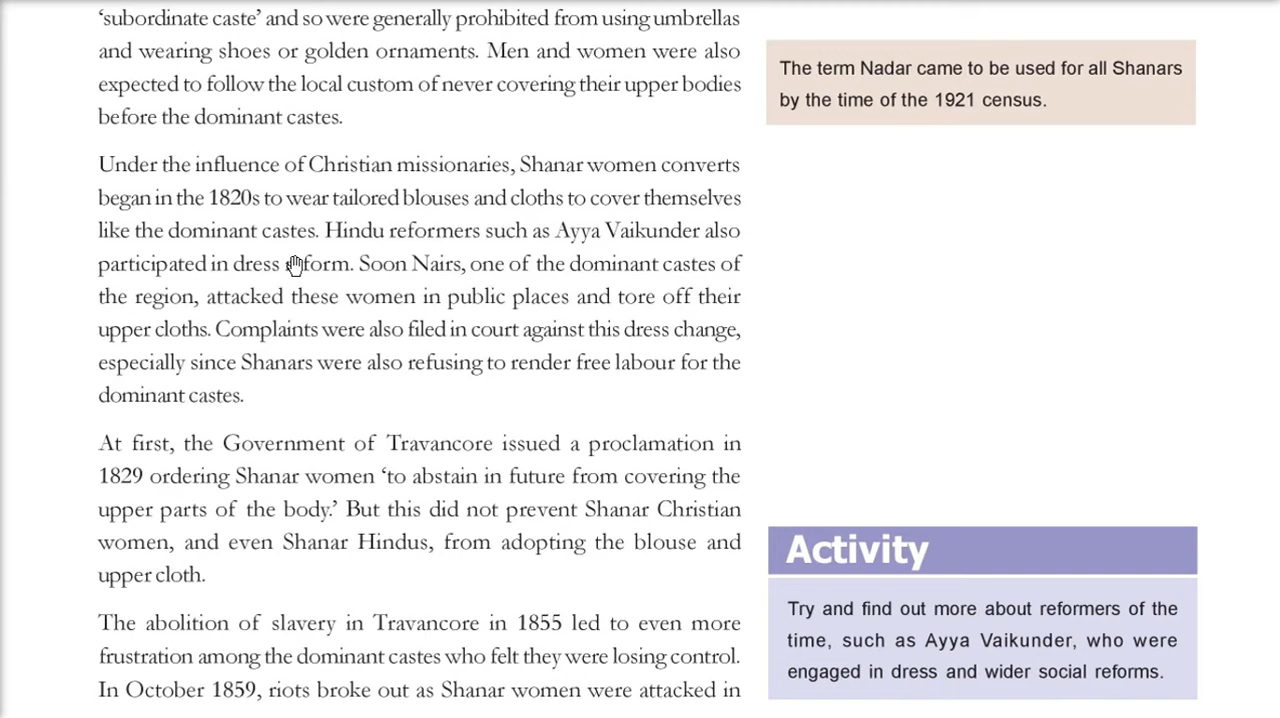 ‘subordinate caste’ and so were generally prohibited from using umbrellas
and wearing shoes or golden ornaments. Men and women were also
expected to follow the local custom of never covering their upper bodies
before the dominant castes.
Under the influence of Christian missionaries, Shanar women converts
began in the 1820s to wear tailored blouses and cloths to cover themselves
like the dominant castes. Hindu reformers such as Ayya Vaikunder also
participated in dress reform. Soon Nairs, one of the dominant castes of
the region, attacked these women in public places and tore off their
upper cloths. Complaints were also filed in court against this dress change,
especially since Shanars were also refusing to render free labour for the
dominant castes.
At first, the Government of Travancore issued a proclamation in
1829 ordering Shanar women ‘to abstain in future from covering the
upper parts of the body.’ But this did not prevent Shanar Christian
women, and even Shanar Hindus, from adopting the blouse and
upper cloth.
The abolition of slavery in Travancore in 1855 led to even more
frustration among the dominant castes who felt they were losing control.
In October 1859, riots broke out as Shanar women were attacked in
The term Nadar came to be used for all Shanars
by the time of the 1921 census.
Activity
Try and find out more about reformers of the
time, such as Ayya Vaikunder, who were
engaged in dress and wider social reforms.